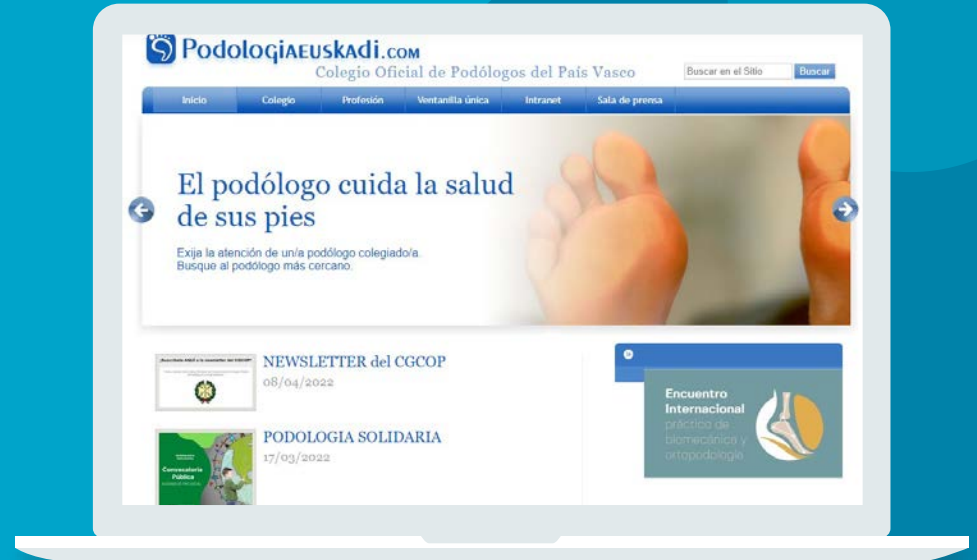 PodologiAEUSkAdi.com
Colegio Oficial de Podólogos del País Vasco
Buscar en el Sitio
Buscar
Inicio
Colegio
Profesión
Ventanilla única
Intranet
Sala de prensa
El podólogo cuida la salud
de sus pies
Exija la atención de un/a podólogo colegiado/a.
Busque al podólogo más cercano.
NEWSLETTER del CGCOP
08/04/2022
PODOLOGIA SOLIDARIA
17/03/2022
Convocatoria
Pública
Encuentro
Internacional
práctico de
biomecánica y
ortopodología